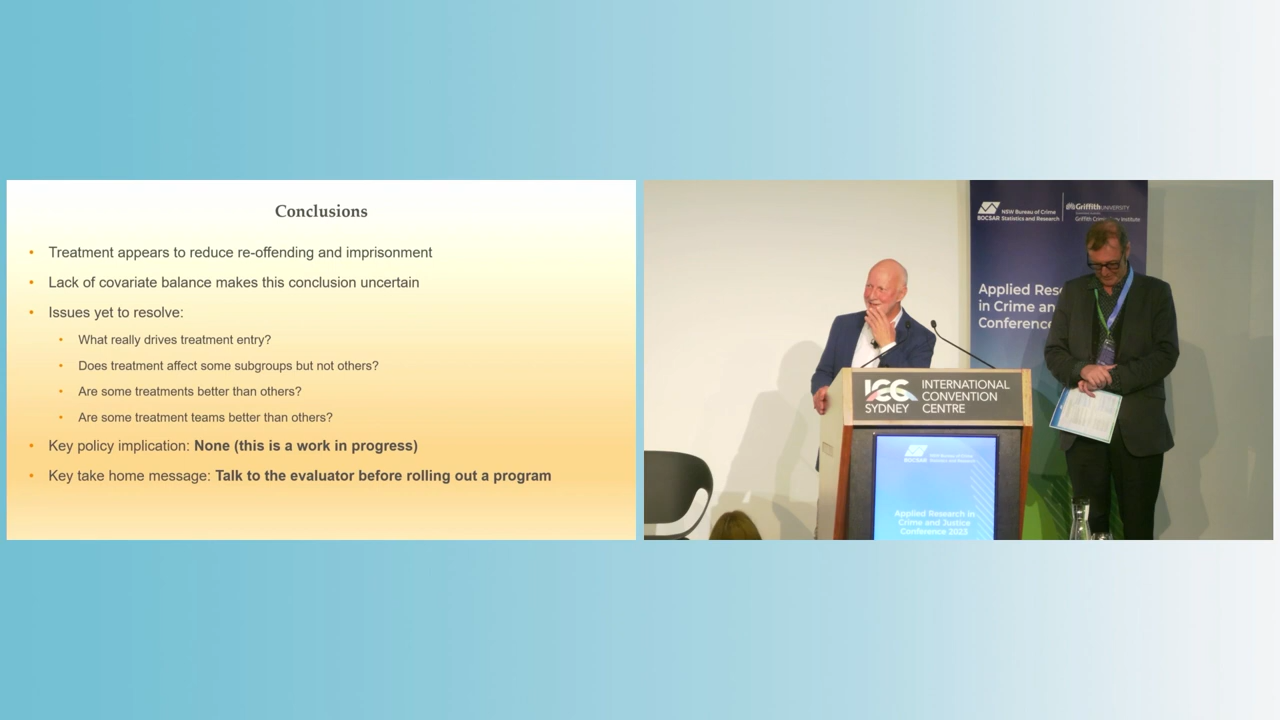 Conclusions
Treatment appears to reduce re-offending and imprisonment
Lack of covariate balance makes this conclusion uncertain
Issues yet to resolve:
What really drives treatment entry?
Does treatment affect some subgroups but not others?
Are some treatments better than others?
Are some treatment teams better than others?
Key policy implication: None (this is a work in progress)
Key take home message: Talk to the evaluator before rolling out a program
BOCSAR
NSW Bureau of Crime
Statistics and Research
Griffith UNIVERSITY
Applied Res
in Crime an
Conference
ICC
SYDNEY
INTERNATIONAL
CONVENTION
CENTRE
BOCSAR
Applied Research in
Crime and Justice
Conference 2023